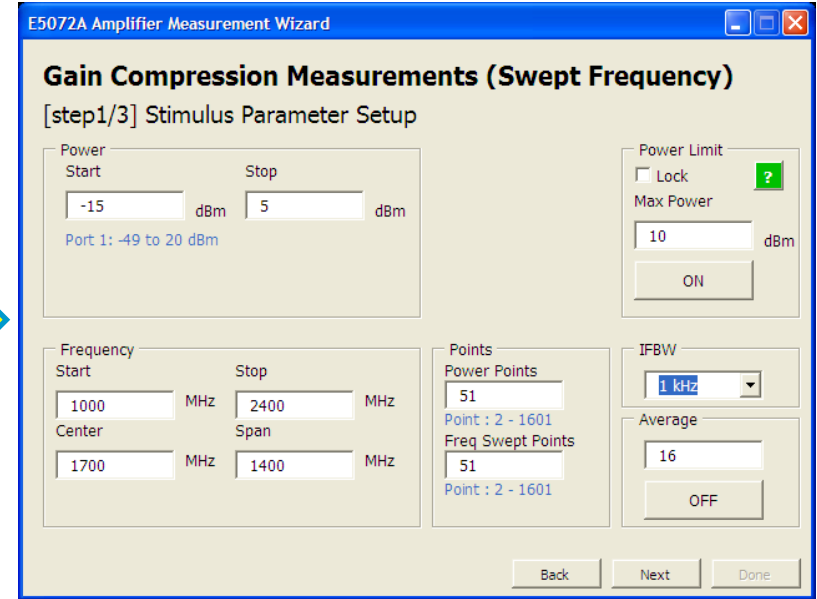 E5072A Amplifier Measurement Wizard
Gain Compression Measurements (Swept Frequency)
[step1/3] Stimulus Parameter Setup
Power
Start Stop
-15 dBm 5 dBm
Port 1: -49 to 20 dBm
Power Limit
Lock ?
Max Power
10 dBm
ON
Frequency
Start Stop
1000 MHz 2400 MHz
Center Span
1700 MHz 1400 MHz
Points
Power Points
51
Point : 2 - 1601
Freq Swept Points
51
Point : 2 - 1601
IFBW
1 kHz
Average
16
OFF
Back Next Done